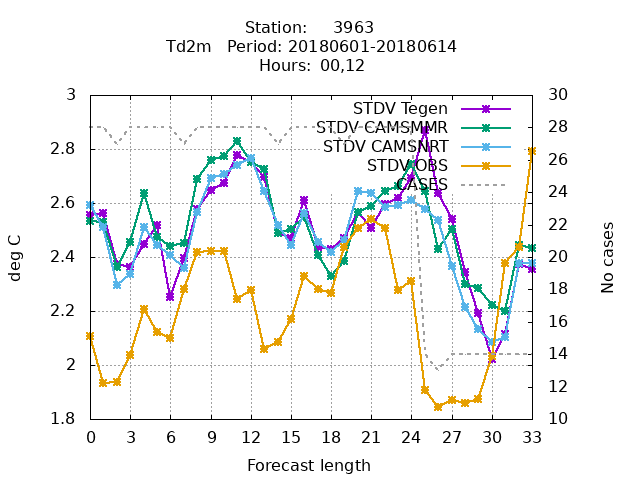 Station: 3963
Td2m Period: 20180601-20180614
Hours: 00,12
3
2.8
2.6
2.4
2.2
2
1.8
30
28
26
24
22
20
18
16
14
12
10
STDV Tegen
STDV CAMSMMR
STDV CAMSNRT
STDV OBS
CASES
deg C
No cases
0 3 6 9 12 15 18 21 24 27 30 33
Forecast length